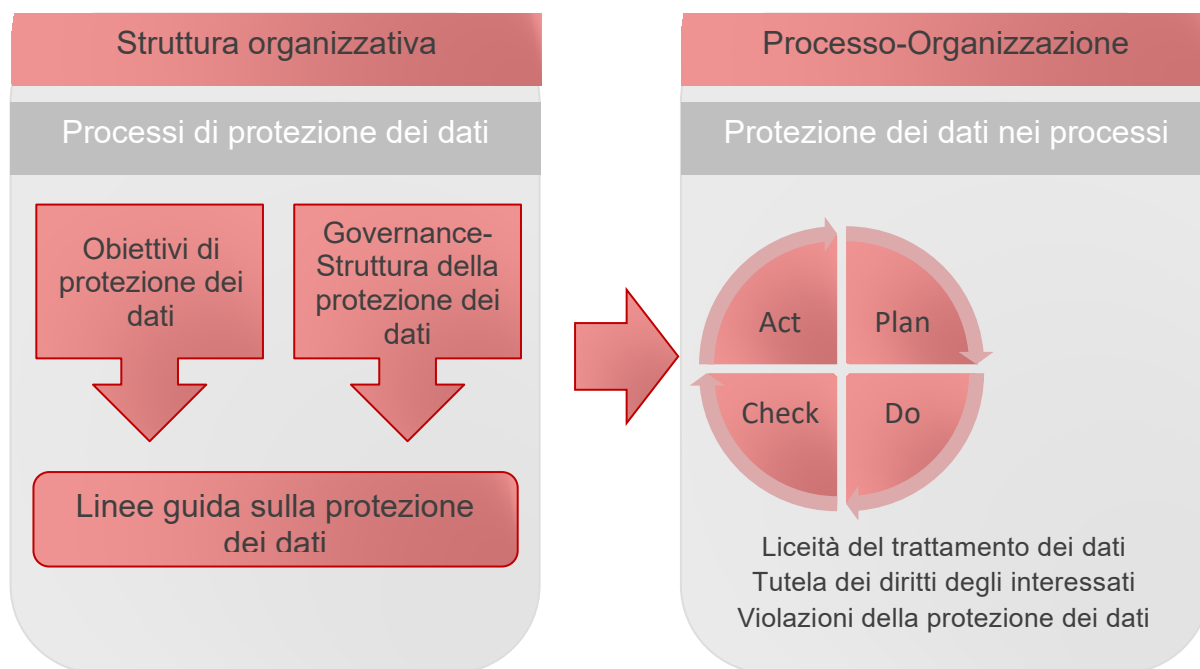 Struttura organizzativa
Processi di protezione dei dati
Obiettivi di
protezione dei
dati
Governance-
Struttura della
protezione dei
dati
Linee guida sulla protezione
dei dati
Processo-Organizzazione
Protezione dei dati nei processi
Act
Plan
Check
Do
Liceità del trattamento dei dati
Tutela dei diritti degli interessati
Violazioni della protezione dei dati